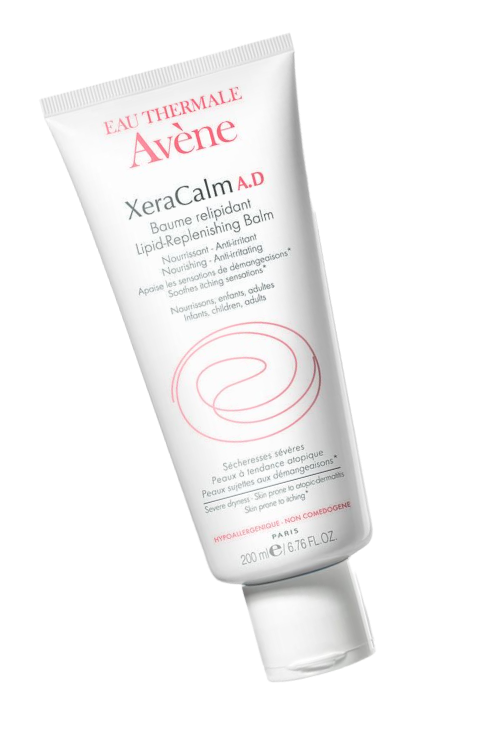 EAU THERMALE
Avène
XeraCalm A.D
Baume relipidant
Lipid-Replenishing Balm
Nourrissant - Anti-irritant
Nourishing - Anti-irritating
Apaise les sensations de démangeaisons*
Soothes itching sensations*
Nourrissons, enfants, adultes
Infants, children, adults
Sécheresses sévères
Peaux à tendance atopique
Peaux sujettes aux démangeaisons*
Severe dryness - Skin prone to atopic-dermatitis
Skin prone to itching*
HYPOALLERGENIQUE - NON COMEDOGENE
PARIS
200 ml e / 6.76 FL.OZ.